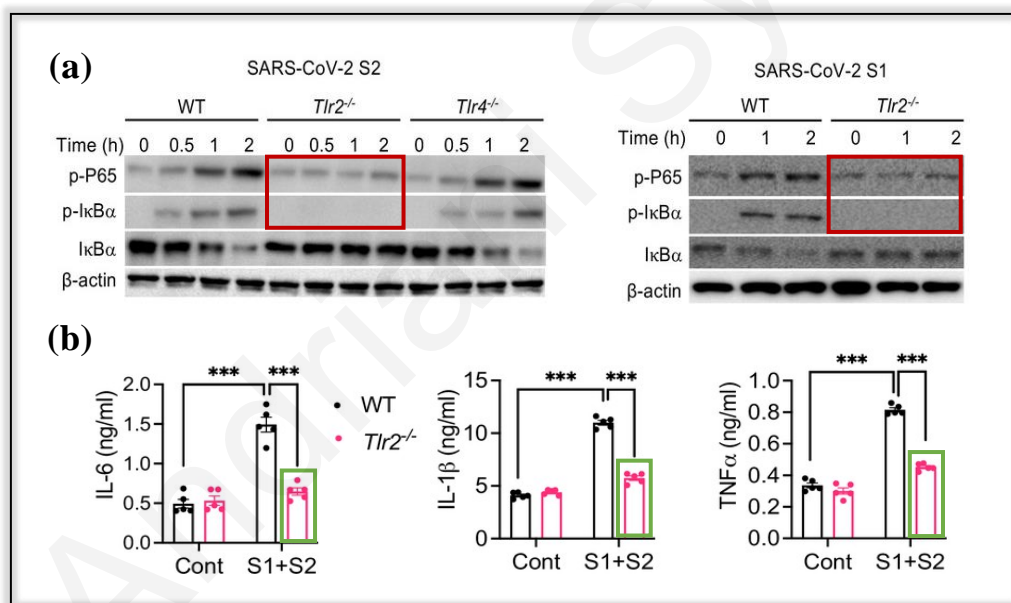 (a)
SARS-CoV-2 S2
WT Tlr2-/- Tlr4-/-
Time (h) 0 0.5 1 2 0 0.5 1 2 0 0.5 1 2
p-P65
p-IκBα
IκBα
β-actin
SARS-CoV-2 S1
WT Tlr2-/-
Time (h) 0 1 2 0 1 2
p-P65
p-IκBα
IκBα
β-actin
(b)
IL-6 (ng/ml)
2.0
1.5
1.0
0.5
0.0
*** ***
Cont S1+S2
WT
Tlr2-/-
IL-1β (ng/ml)
15
10
5
0
*** ***
Cont S1+S2
TNFα (ng/ml)
1.0
0.8
0.6
0.4
0.2
0.0
*** ***
Cont S1+S2
Andriani Sy